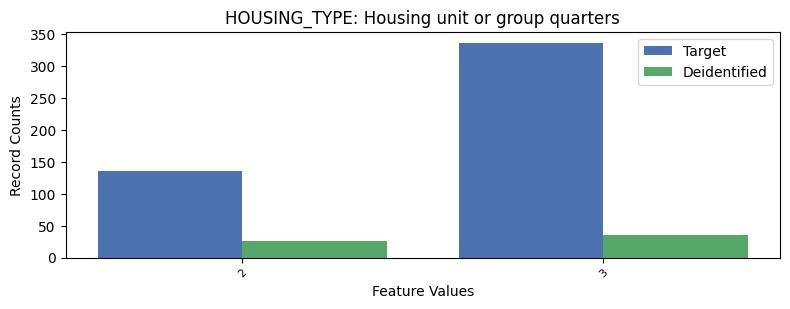 HOUSING_TYPE: Housing unit or group quarters
350
300
250
200
150
100
50
0
Record Counts
Target
Deidentified
2
3
Feature Values